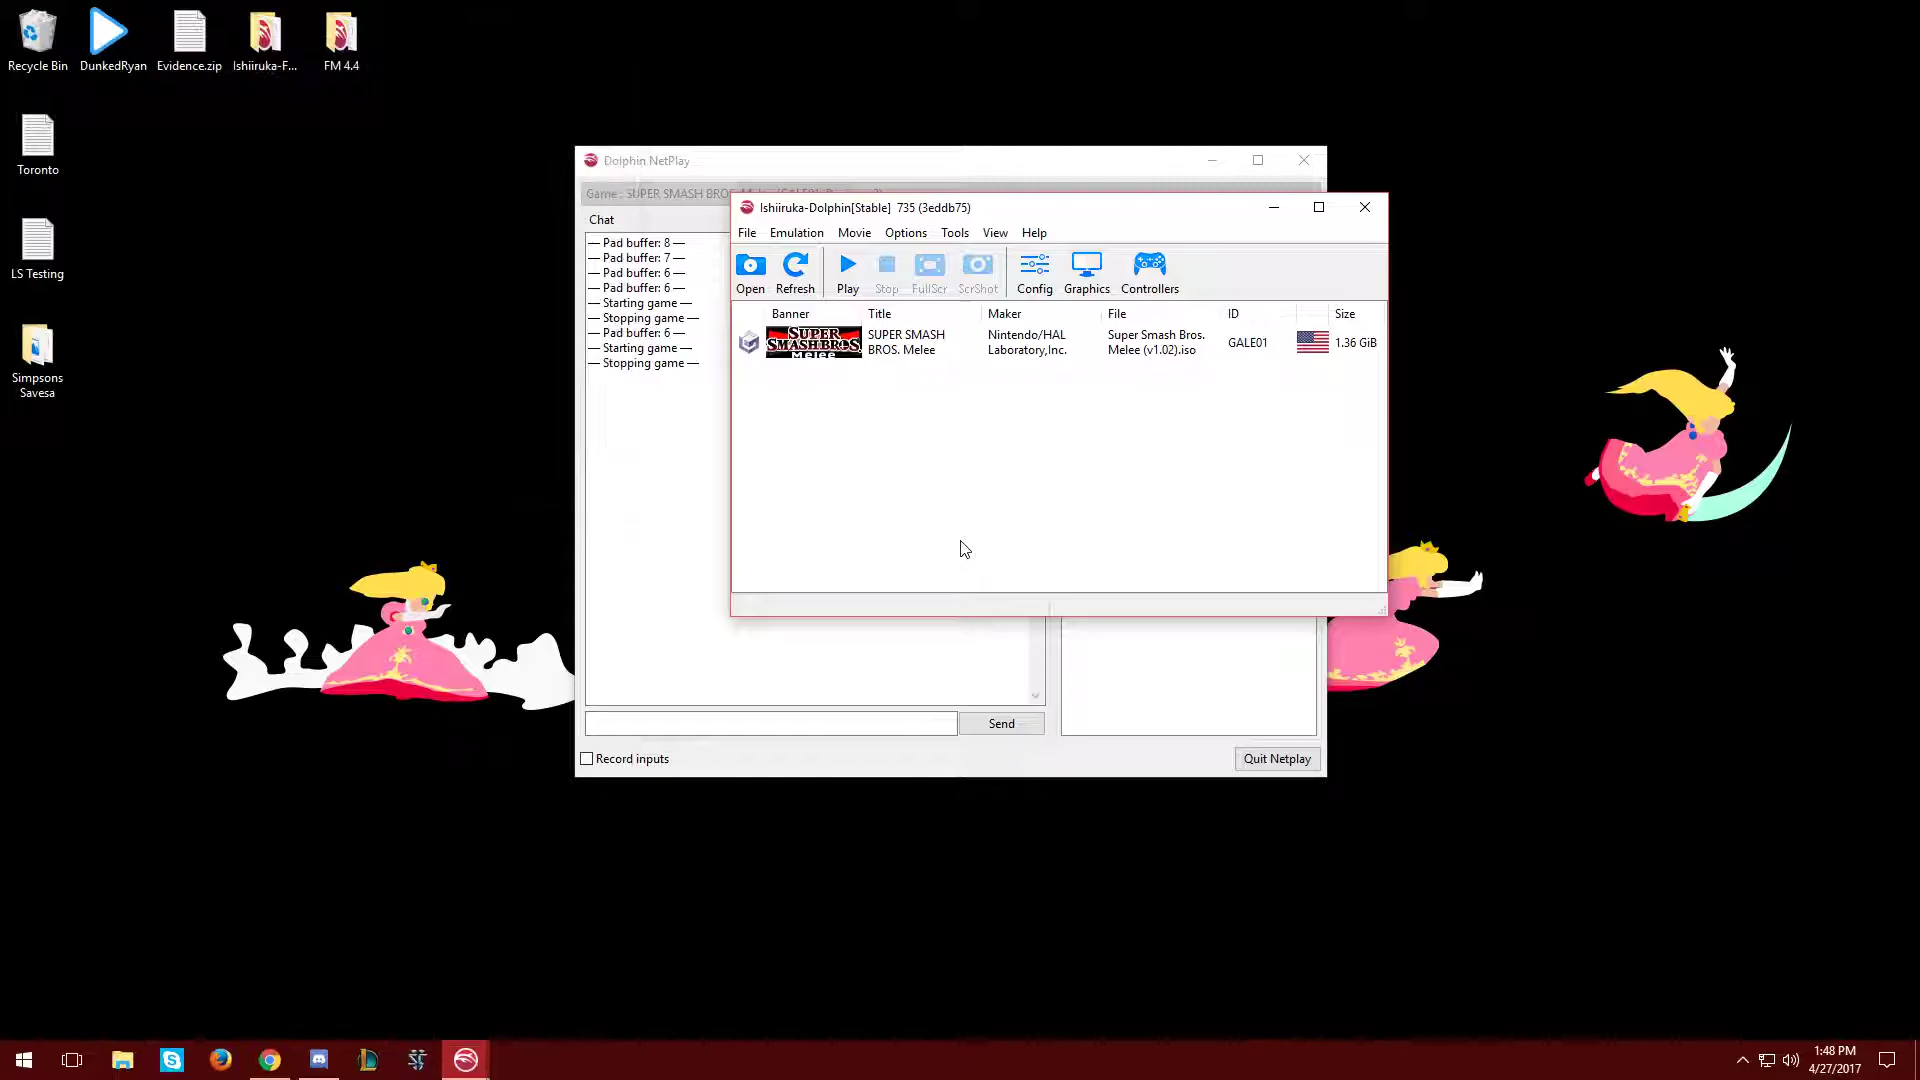 Recycle Bin
DunkedRyan
Evidence.zip
Ishiiruka-F...
FM 4.4
Toronto
LS Testing
Simpsons
Savesa
Dolphin NetPlay
Game : SUPER SMASH BROS.
Chat
— Pad buffer: 8 —
— Pad buffer: 7 —
— Pad buffer: 6 —
— Pad buffer: 6 —
— Starting game —
— Stopping game —
— Pad buffer: 6 —
— Starting game —
— Stopping game —
Ishiiruka-Dolphin[Stable] 735 (3eddb75)
File Emulation Movie Options Tools View Help
Open Refresh Play Stop FullScr ScrShot Config Graphics Controllers
Banner Title Maker File ID Size
SUPER
SMASH BROS.
Melee
SUPER SMASH
BROS. Melee
Nintendo/HAL
Laboratory,Inc.
Super Smash Bros.
Melee (v1.02).iso
GALE01
1.36 GiB
Send
Record inputs
Quit Netplay
1:48 PM
4/27/2017